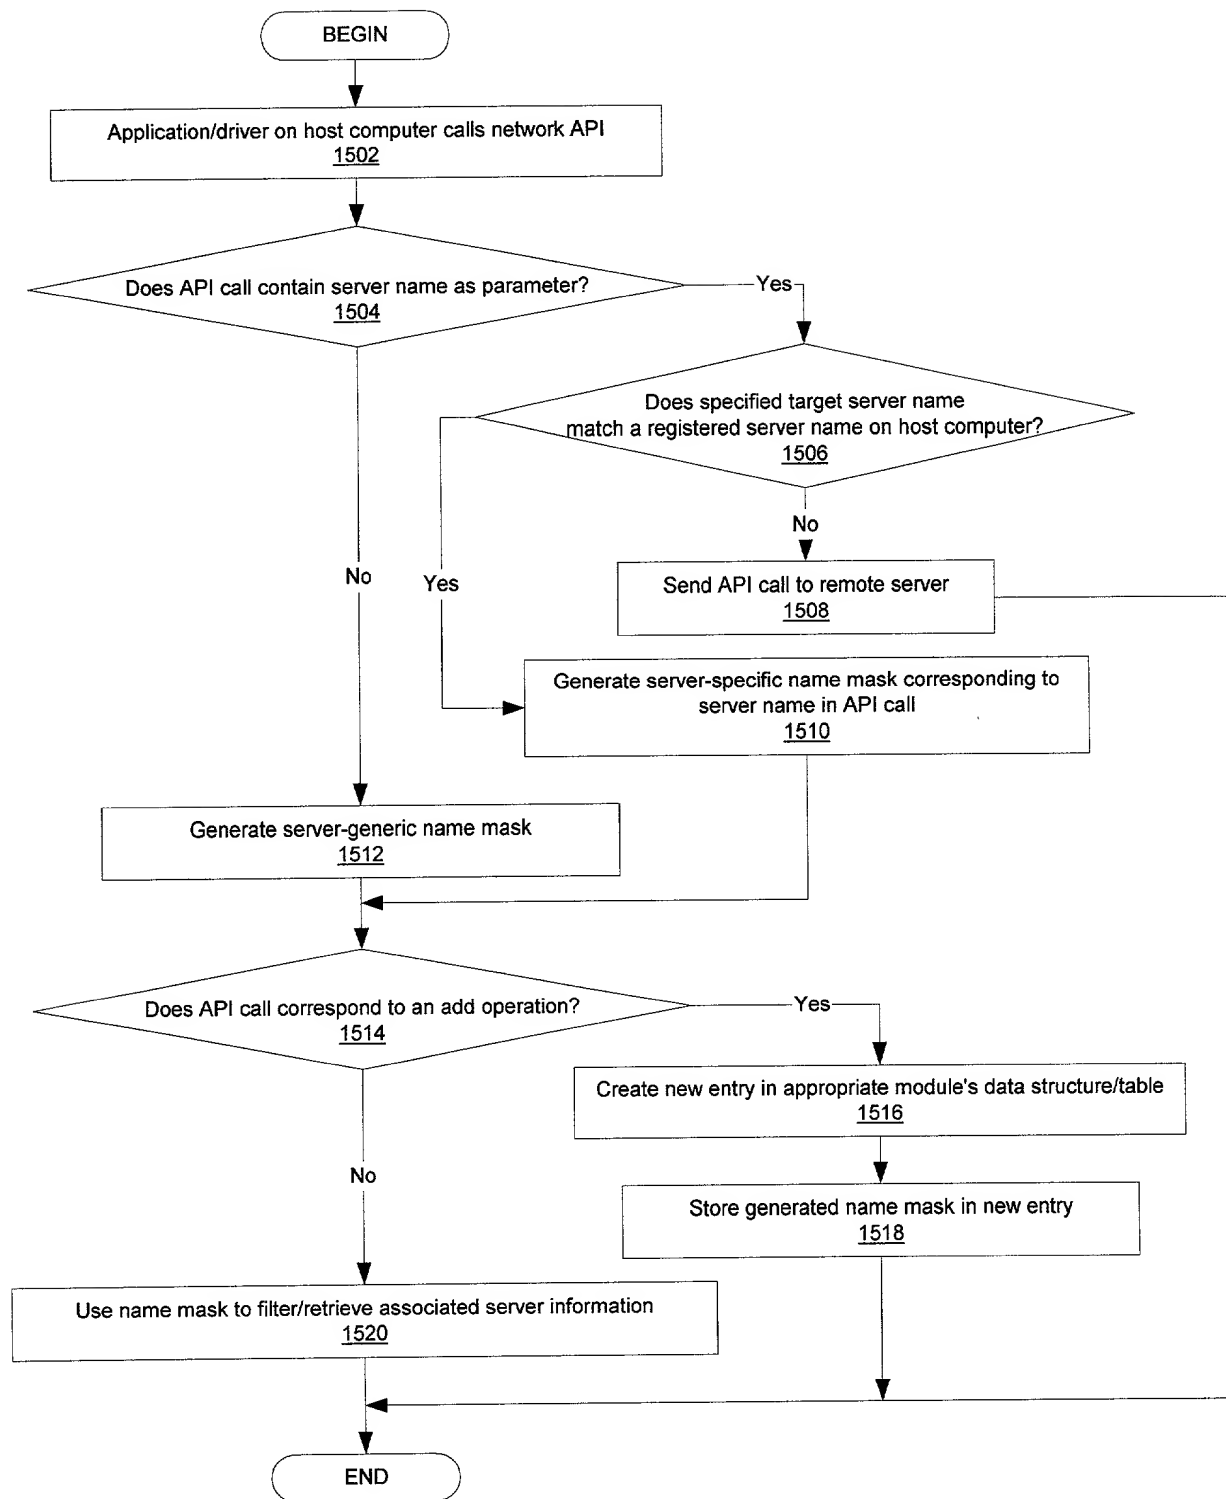 BEGIN
Application/driver on host computer calls network API
1502
Does API call contain server name as parameter?
1504
Yes
Does specified target server name
match a registered server name on host computer?
1506
No
No
Yes
Send API call to remote server
1508
Generate server-specific name mask corresponding to
server name in API call
1510
Generate server-generic name mask
1512
Does API call correspond to an add operation?
1514
Yes
Create new entry in appropriate module's data structure/table
1516
No
Store generated name mask in new entry
1518
Use name mask to filter/retrieve associated server information
1520
END